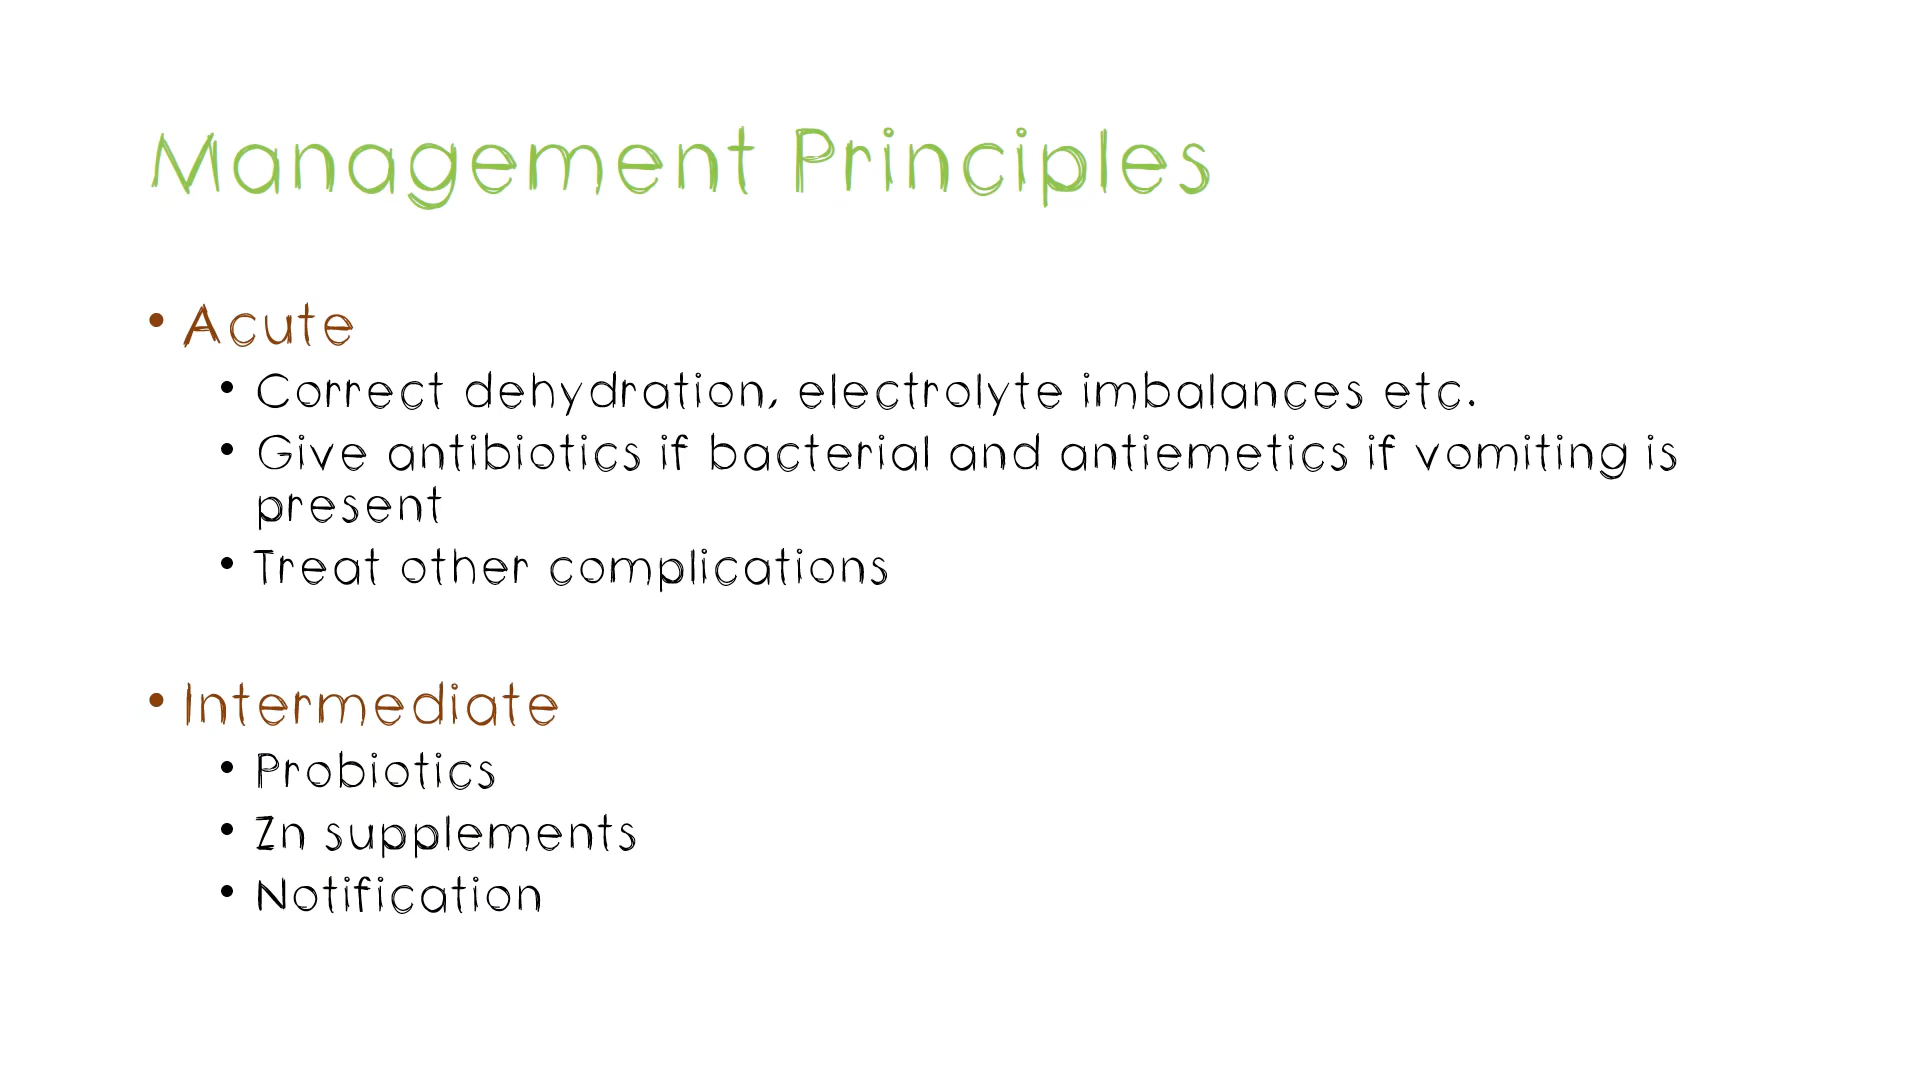 Management Principles
• Acute
• Correct dehydration, electrolyte imbalances etc.
• Give antibiotics if bacterial and antiemetics if vomiting is
present
• Treat other complications
• Intermediate
• Probiotics
• Zn supplements
• Notification